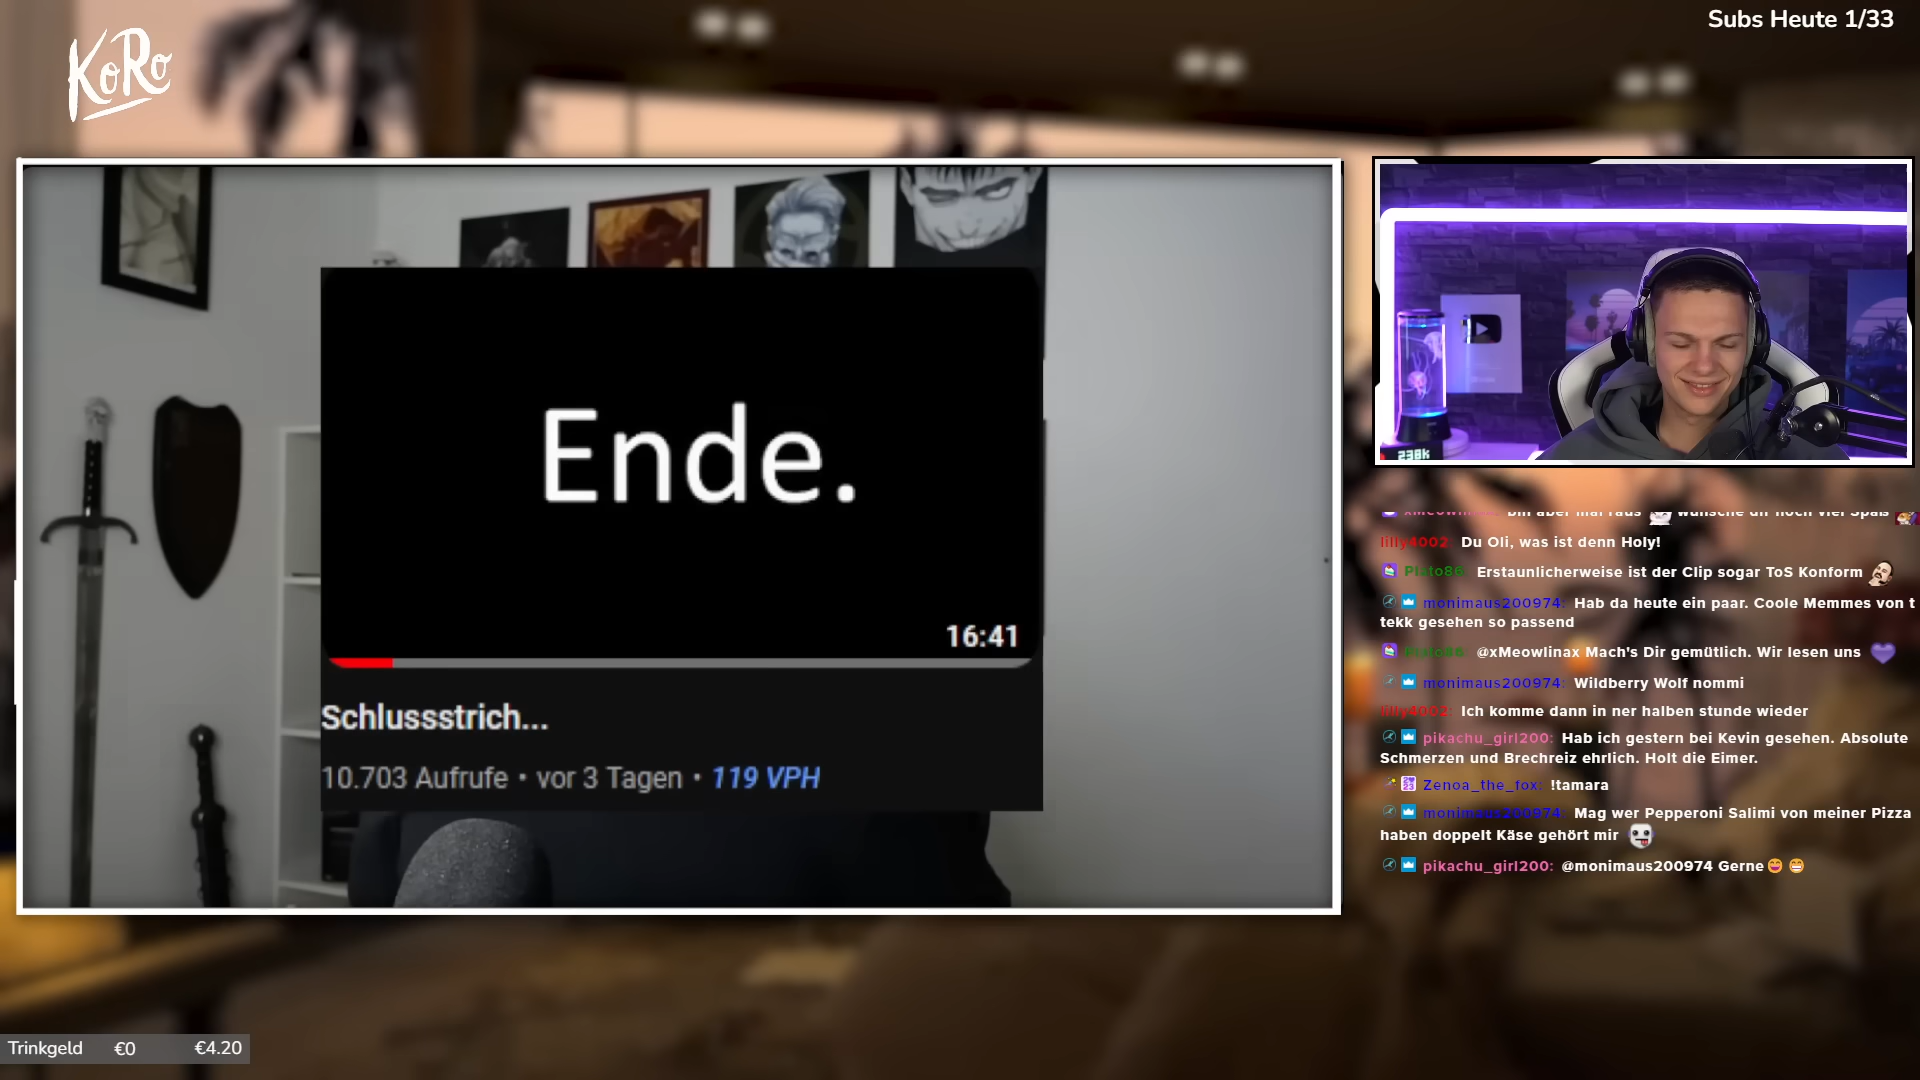 KoRo
Subs Heute 1/33
Ende.
16:41
Schlussstrich...
10.703 Aufrufe • vor 3 Tagen • 119 VPH
238k
lilly4002: Du Oli, was ist denn Holy!
Pluto86: Erstaunlicherweise ist der Clip sogar ToS Konform
monimaus200974: Hab da heute ein paar. Coole Memmes von t
tekk gesehen so passend
Pluto86: @xMeowlinax Mach's Dir gemütlich. Wir lesen uns
monimaus200974: Wildberry Wolf nommi
lilly4002: Ich komme dann in ner halben stunde wieder
pikachu_girl200: Hab ich gestern bei Kevin gesehen. Absolute
Schmerzen und Brechreiz ehrlich. Holt die Eimer.
Zenoa_the_fox: !tamara
monimaus200974: Mag wer Pepperoni Salimi von meiner Pizza
haben doppelt Käse gehört mir
pikachu_girl200: @monimaus200974 Gerne
Trinkgeld €0 €4.20